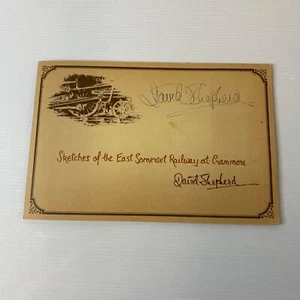 David Shepherd
Sketches of the East Somerset Railway at Cranmore
David Shepherd